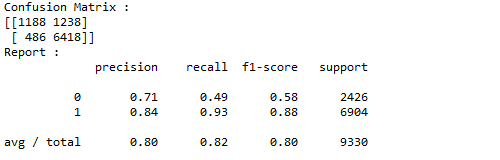 Confusion Matrix :
[[1188 1238]
 [ 486 6418]]
Report :
             precision    recall  f1-score   support

          0       0.71      0.49      0.58      2426
          1       0.84      0.93      0.88      6904

avg / total       0.80      0.82      0.80      9330